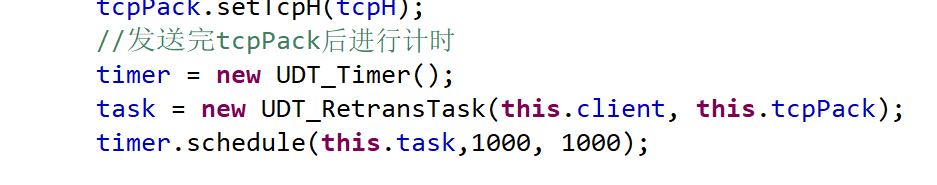 tcpPack.setTcpH(tcpH);
//发送完tcpPack后进行计时
timer = new UDT_Timer();
task = new UDT_RetransTask(this.client, this.tcpPack);
timer.schedule(this.task,1000, 1000);